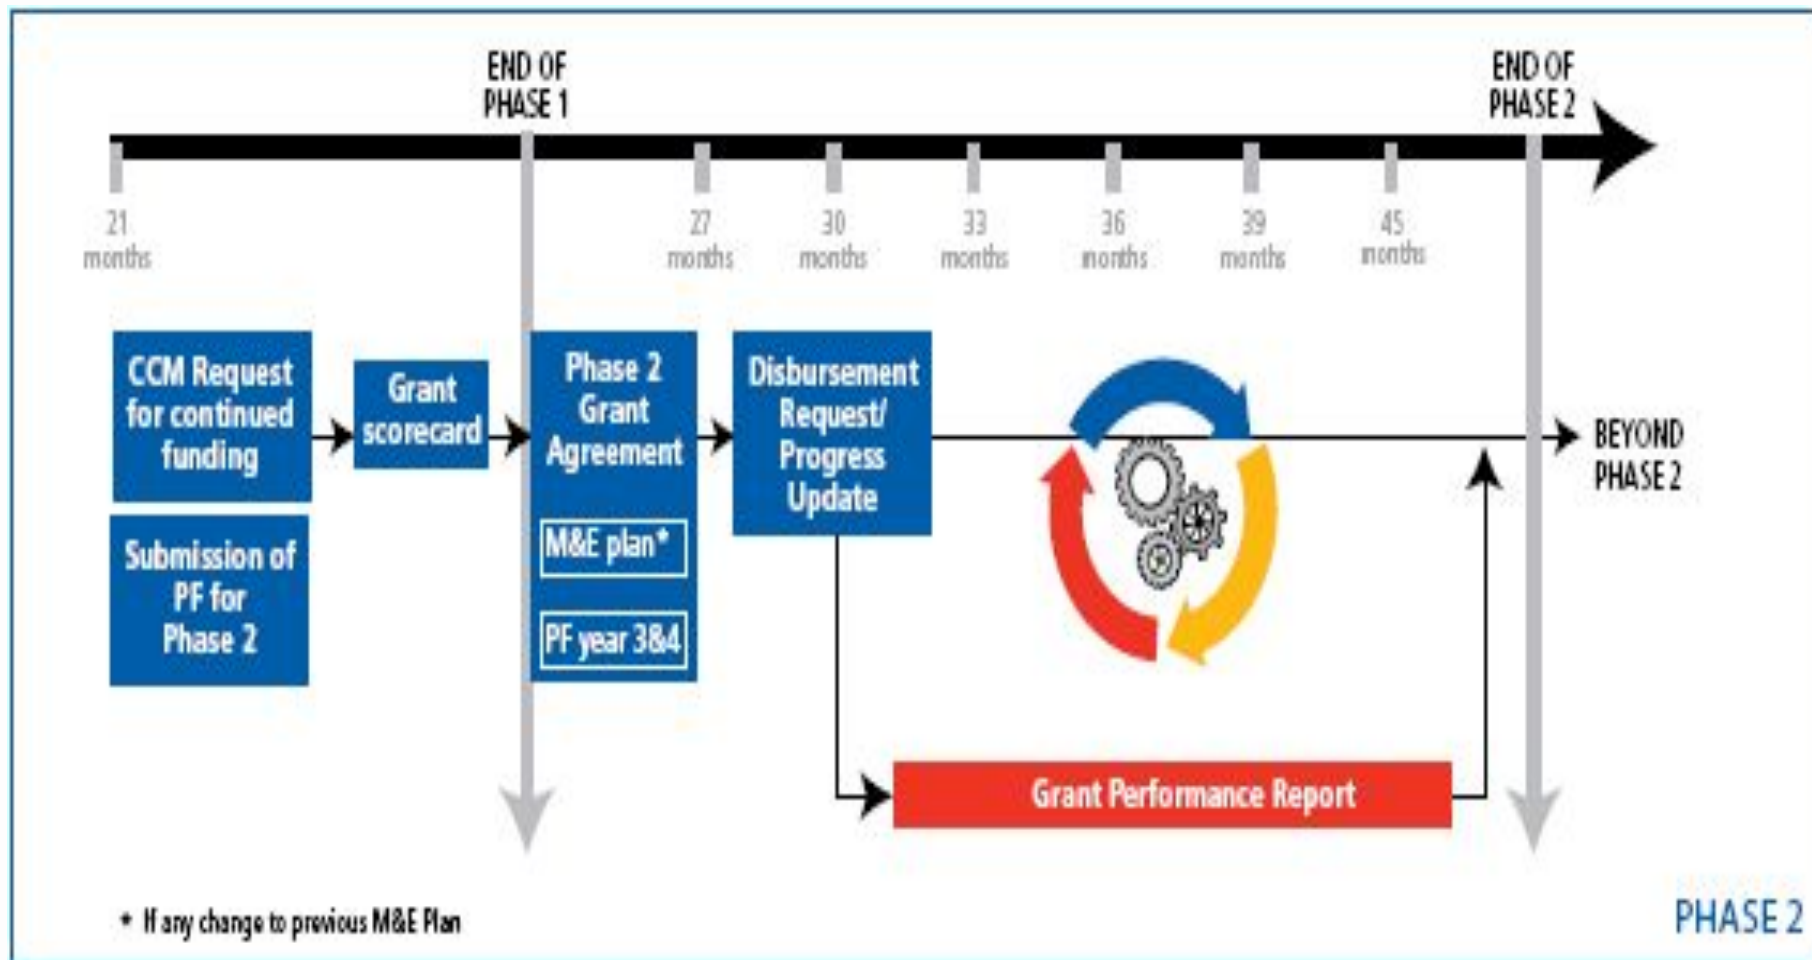 END OF
PHASE 1
END OF
PHASE 2
21
months
27
months
30
months
33
months
36
months
39
months
45
months
CCM Request
for continued
funding
Grant
scorecard
Phase 2
Grant
Agreement
M&E plan*
PF year 3&4
Disbursement
Request/
Progress
Update
BEYOND
PHASE 2
Submission of
PF for
Phase 2
Grant Performance Report
* If any change to previous M&E Plan
PHASE 2